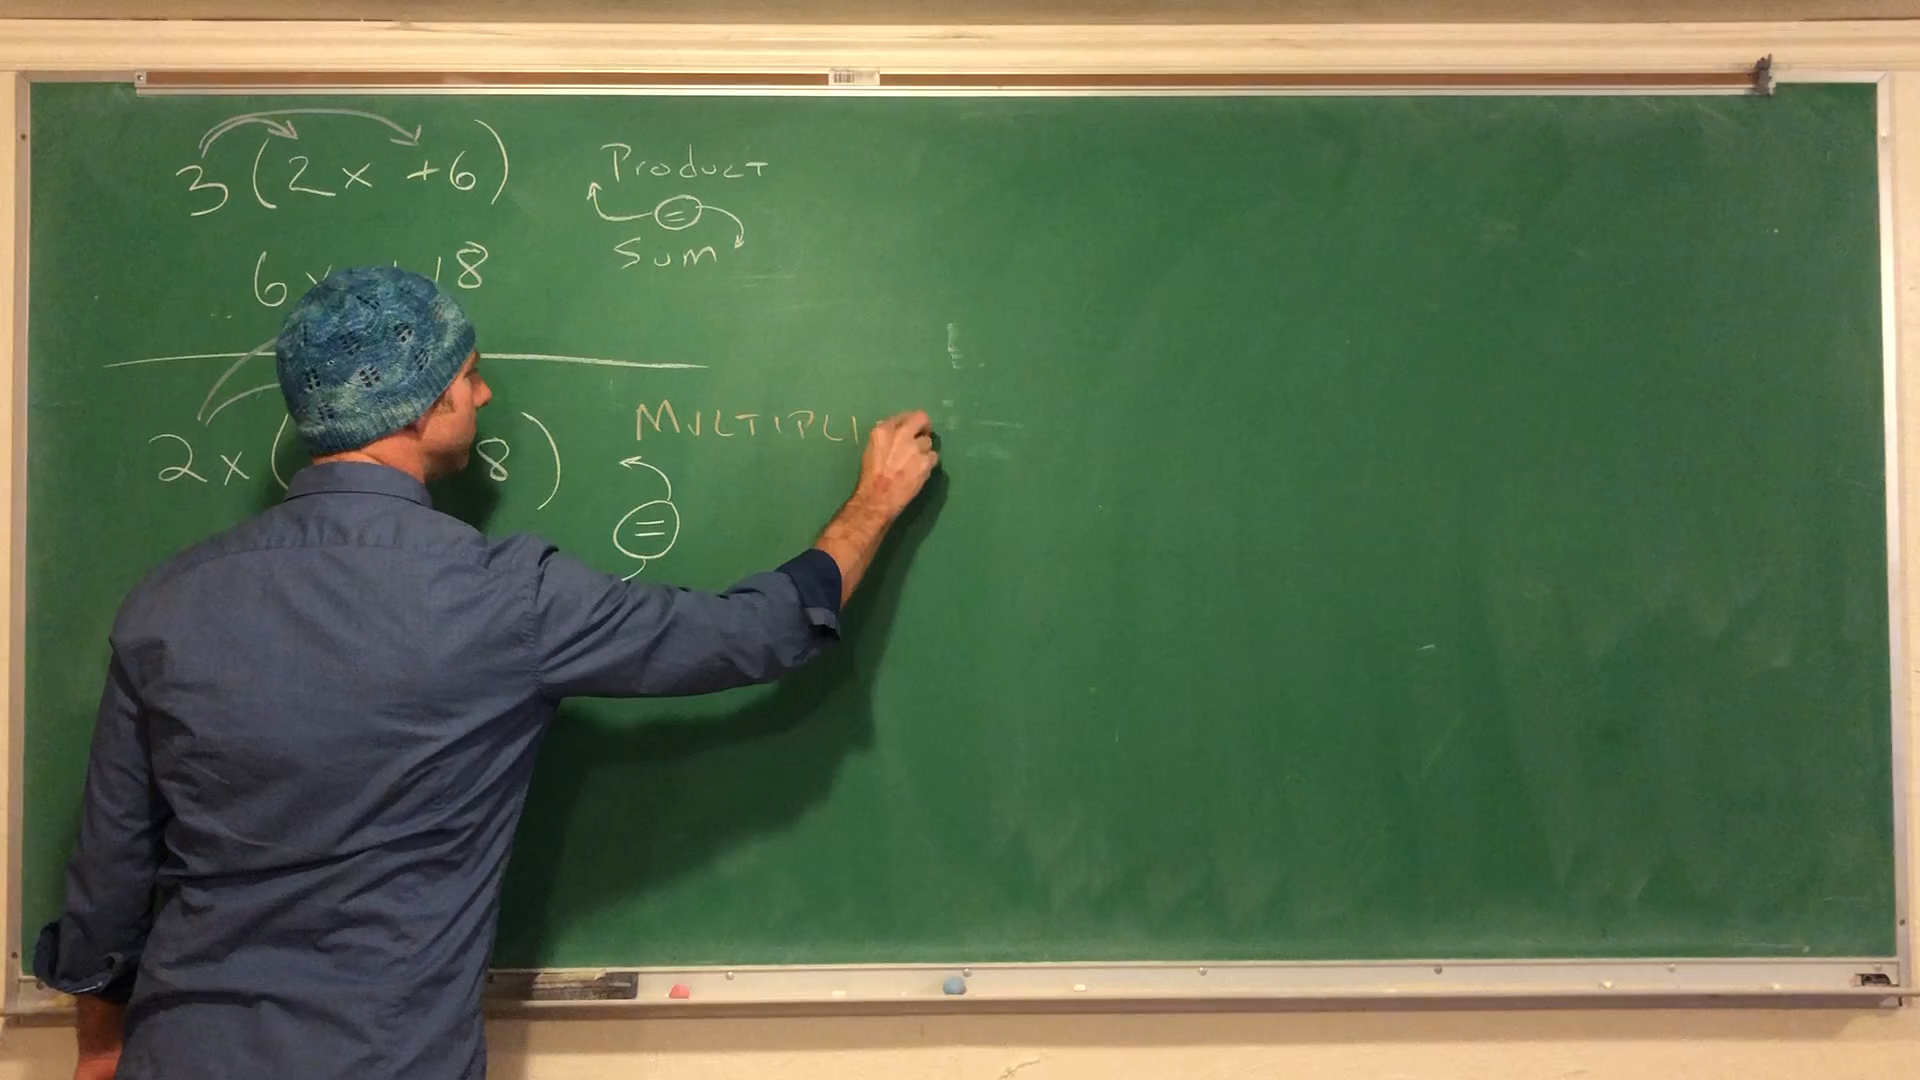 3(2x +6)
Product
=
Sum
6x + 18
2x( 8)
MULTIPLI
=